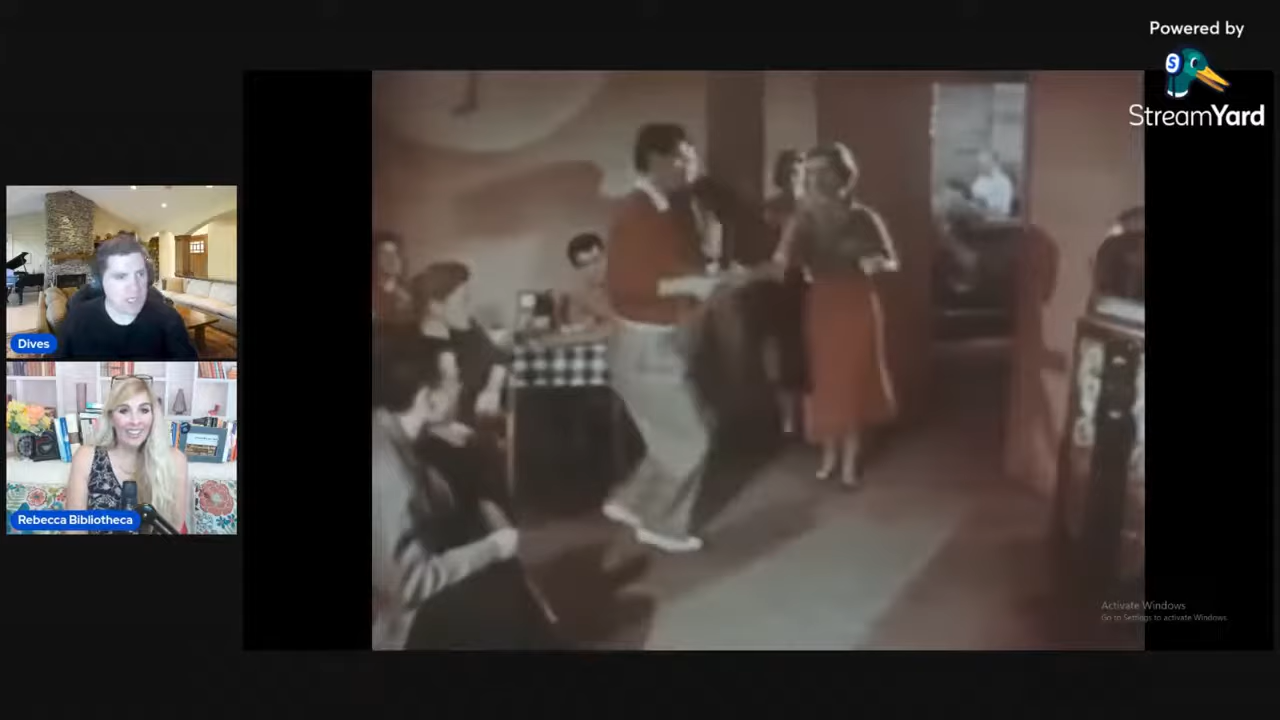 Powered by
StreamYard
Dives
Rebecca Bibliotheca
Activate Windows
Go to Settings to activate Windows.